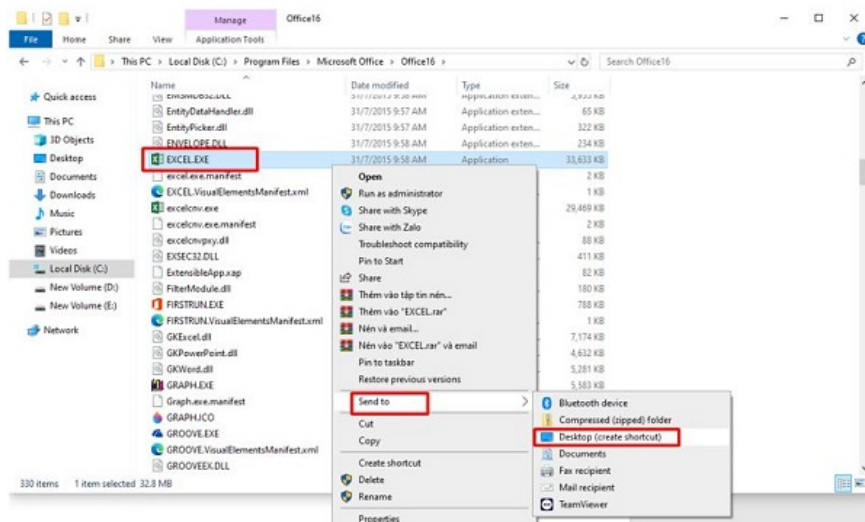 Manage
Office16
File
Home
Share
View
Application Tools
This PC > Local Disk (C:) > Program Files > Microsoft Office > Office16 >
Search Office16
Name
Date modified
Type
Size
Quick access
This PC
3D Objects
Desktop
Documents
Downloads
Music
Pictures
Videos
Local Disk (C:)
New Volume (D:)
New Volume (E:)
Network
EntityDataHandler.dll 31/7/2015 9:57 AM Application exten... 65 KB
EntityPicker.dll 31/7/2015 9:57 AM Application exten... 322 KB
ENVELOPE.DLL 31/7/2015 9:58 AM Application exten... 234 KB
EXCEL.EXE 31/7/2015 9:58 AM Application 33,633 KB
excel.exe.manifest 2 KB
EXCEL.VisualElementsManifest.xml 1 KB
excelcnv.exe 29,469 KB
excelcnv.exe.manifest 2 KB
excelcnvpxy.dll 88 KB
EXSEC32.DLL 411 KB
ExtensibleApp.xap 82 KB
FilterModule.dll 180 KB
FIRSTRUN.EXE 788 KB
FIRSTRUN.VisualElementsManifest.xml 1 KB
GKExcel.dll 7,174 KB
GKPowerPoint.dll 4,632 KB
GKWord.dll 5,281 KB
GRAPH.EXE 5,583 KB
Graph.exe.manifest
GRAPH.ICO
GROOVE.EXE
GROOVE.VisualElementsManifest.xml
GROOVEEX.DLL
Open
Run as administrator
Share with Skype
Share with Zalo
Troubleshoot compatibility
Pin to Start
Share
Thêm vào tập tin nén...
Thêm vào "EXCEL.rar"
Nén và email...
Nén vào "EXCEL.rar" và email
Pin to taskbar
Restore previous versions
Send to
Cut
Copy
Create shortcut
Delete
Rename
Properties
Bluetooth device
Compressed (zipped) folder
Desktop (create shortcut)
Documents
Fax recipient
Mail recipient
TeamViewer
330 items
1 item selected 32.8 MB